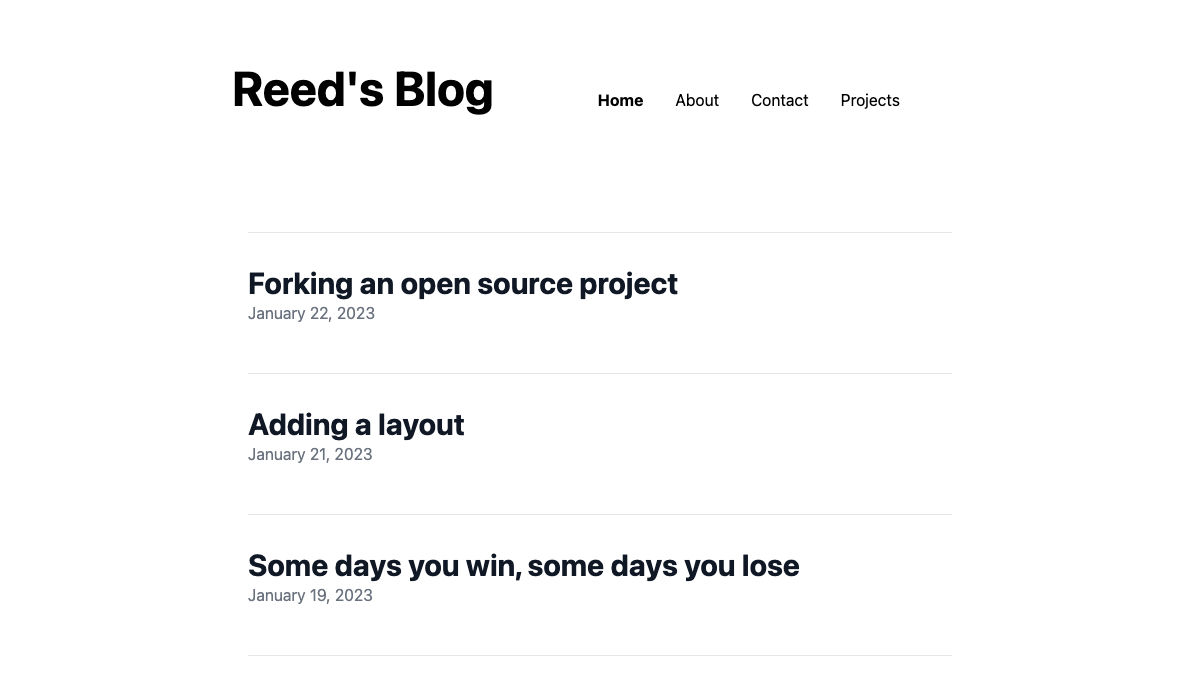 Reed's Blog
Home About Contact Projects
Forking an open source project
January 22, 2023
Adding a layout
January 21, 2023
Some days you win, some days you lose
January 19, 2023